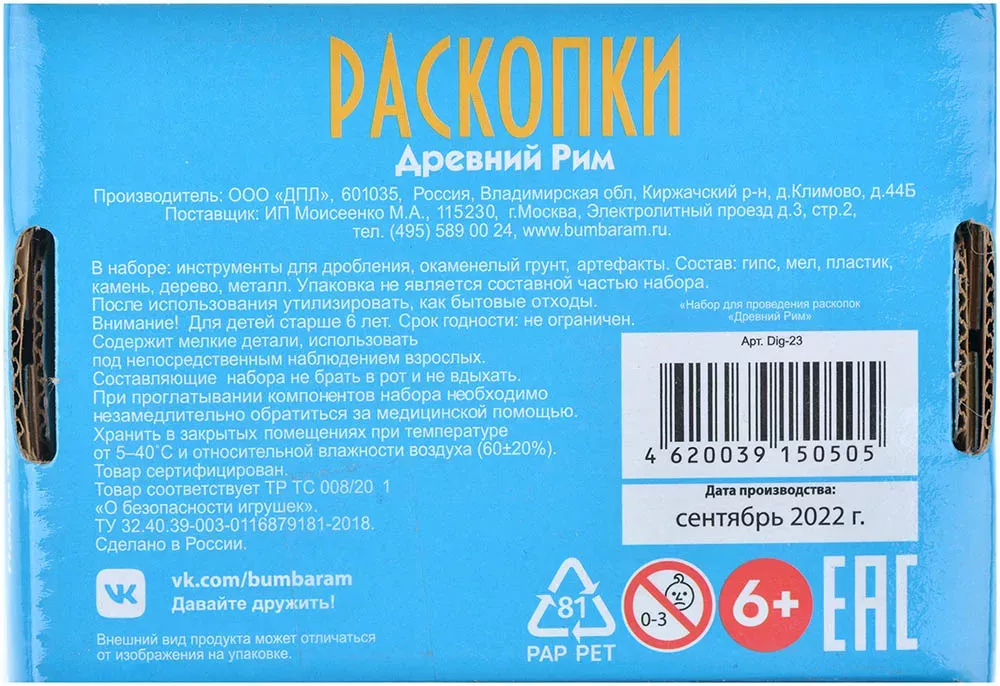 РАСКОПКИ
Древний Рим
Производитель: ООО «ДПЛ», 601035, Россия, Владимирская обл, Киржачский р-н, д.Климово, д.44Б
Поставщик: ИП Моисеенко М.А., 115230, г.Москва, Электролитный проезд д.3, стр.2,
тел. (495) 589 00 24, www.bumbaram.ru.
В наборе: инструменты для дробления, окаменелый грунт, артефакты. Состав: гипс, мел, пластик,
камень, дерево, металл. Упаковка не является составной частью набора.
После использования утилизировать, как бытовые отходы.
Внимание! Для детей старше 6 лет. Срок годности: не ограничен.
Содержит мелкие детали, использовать
под непосредственным наблюдением взрослых.
Составляющие набора не брать в рот и не вдыхать.
При проглатывании компонентов набора необходимо
незамедлительно обратиться за медицинской помощью.
Хранить в закрытых помещениях при температуре
от 5–40˚С и относительной влажности воздуха (60±20%).
Товар сертифицирован.
Товар соответствует ТР ТС 008/20 1
«О безопасности игрушек».
ТУ 32.40.39-003-0116879181-2018.
Сделано в России.
«Набор для проведения раскопок
«Древний Рим»
Арт. Dig-23
4 620039 150505
Дата производства:
сентябрь 2022 г.
vk.com/bumbaram
Давайте дружить!
Внешний вид продукта может отличаться
от изображения на упаковке.
81
PAP PET
0-3
6+
EAC